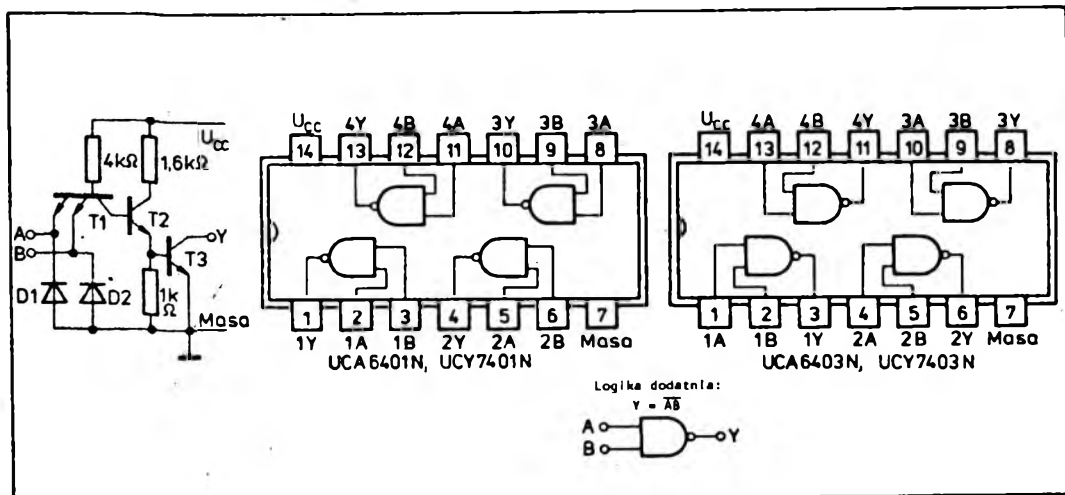 4kΩ 1,6kΩ UCC
T1 T2
A Y
B T3
D1 D2 1k Ω
Masa
UCC 4Y 4B 4A 3Y 3B 3A
14 13 12 11 10 9 8
1 2 3 4 5 6 7
1Y 1A 1B 2Y 2A 2B Masa
UCA6401N, UCY7401N
UCC 4A 4B 4Y 3A 3B 3Y
14 13 12 11 10 9 8
1 2 3 4 5 6 7
1A 1B 1Y 2A 2B 2Y Masa
UCA6403N, UCY7403N
Logika dodatnia:
Y = A̅B̅
A Y
B